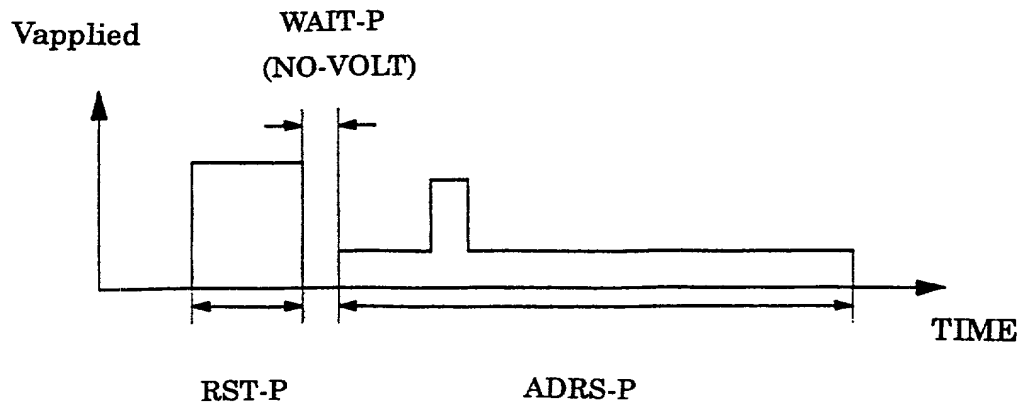 WAIT-P
Vapplied
(NO-VOLT)
TIME
RST-P
ADRS-P